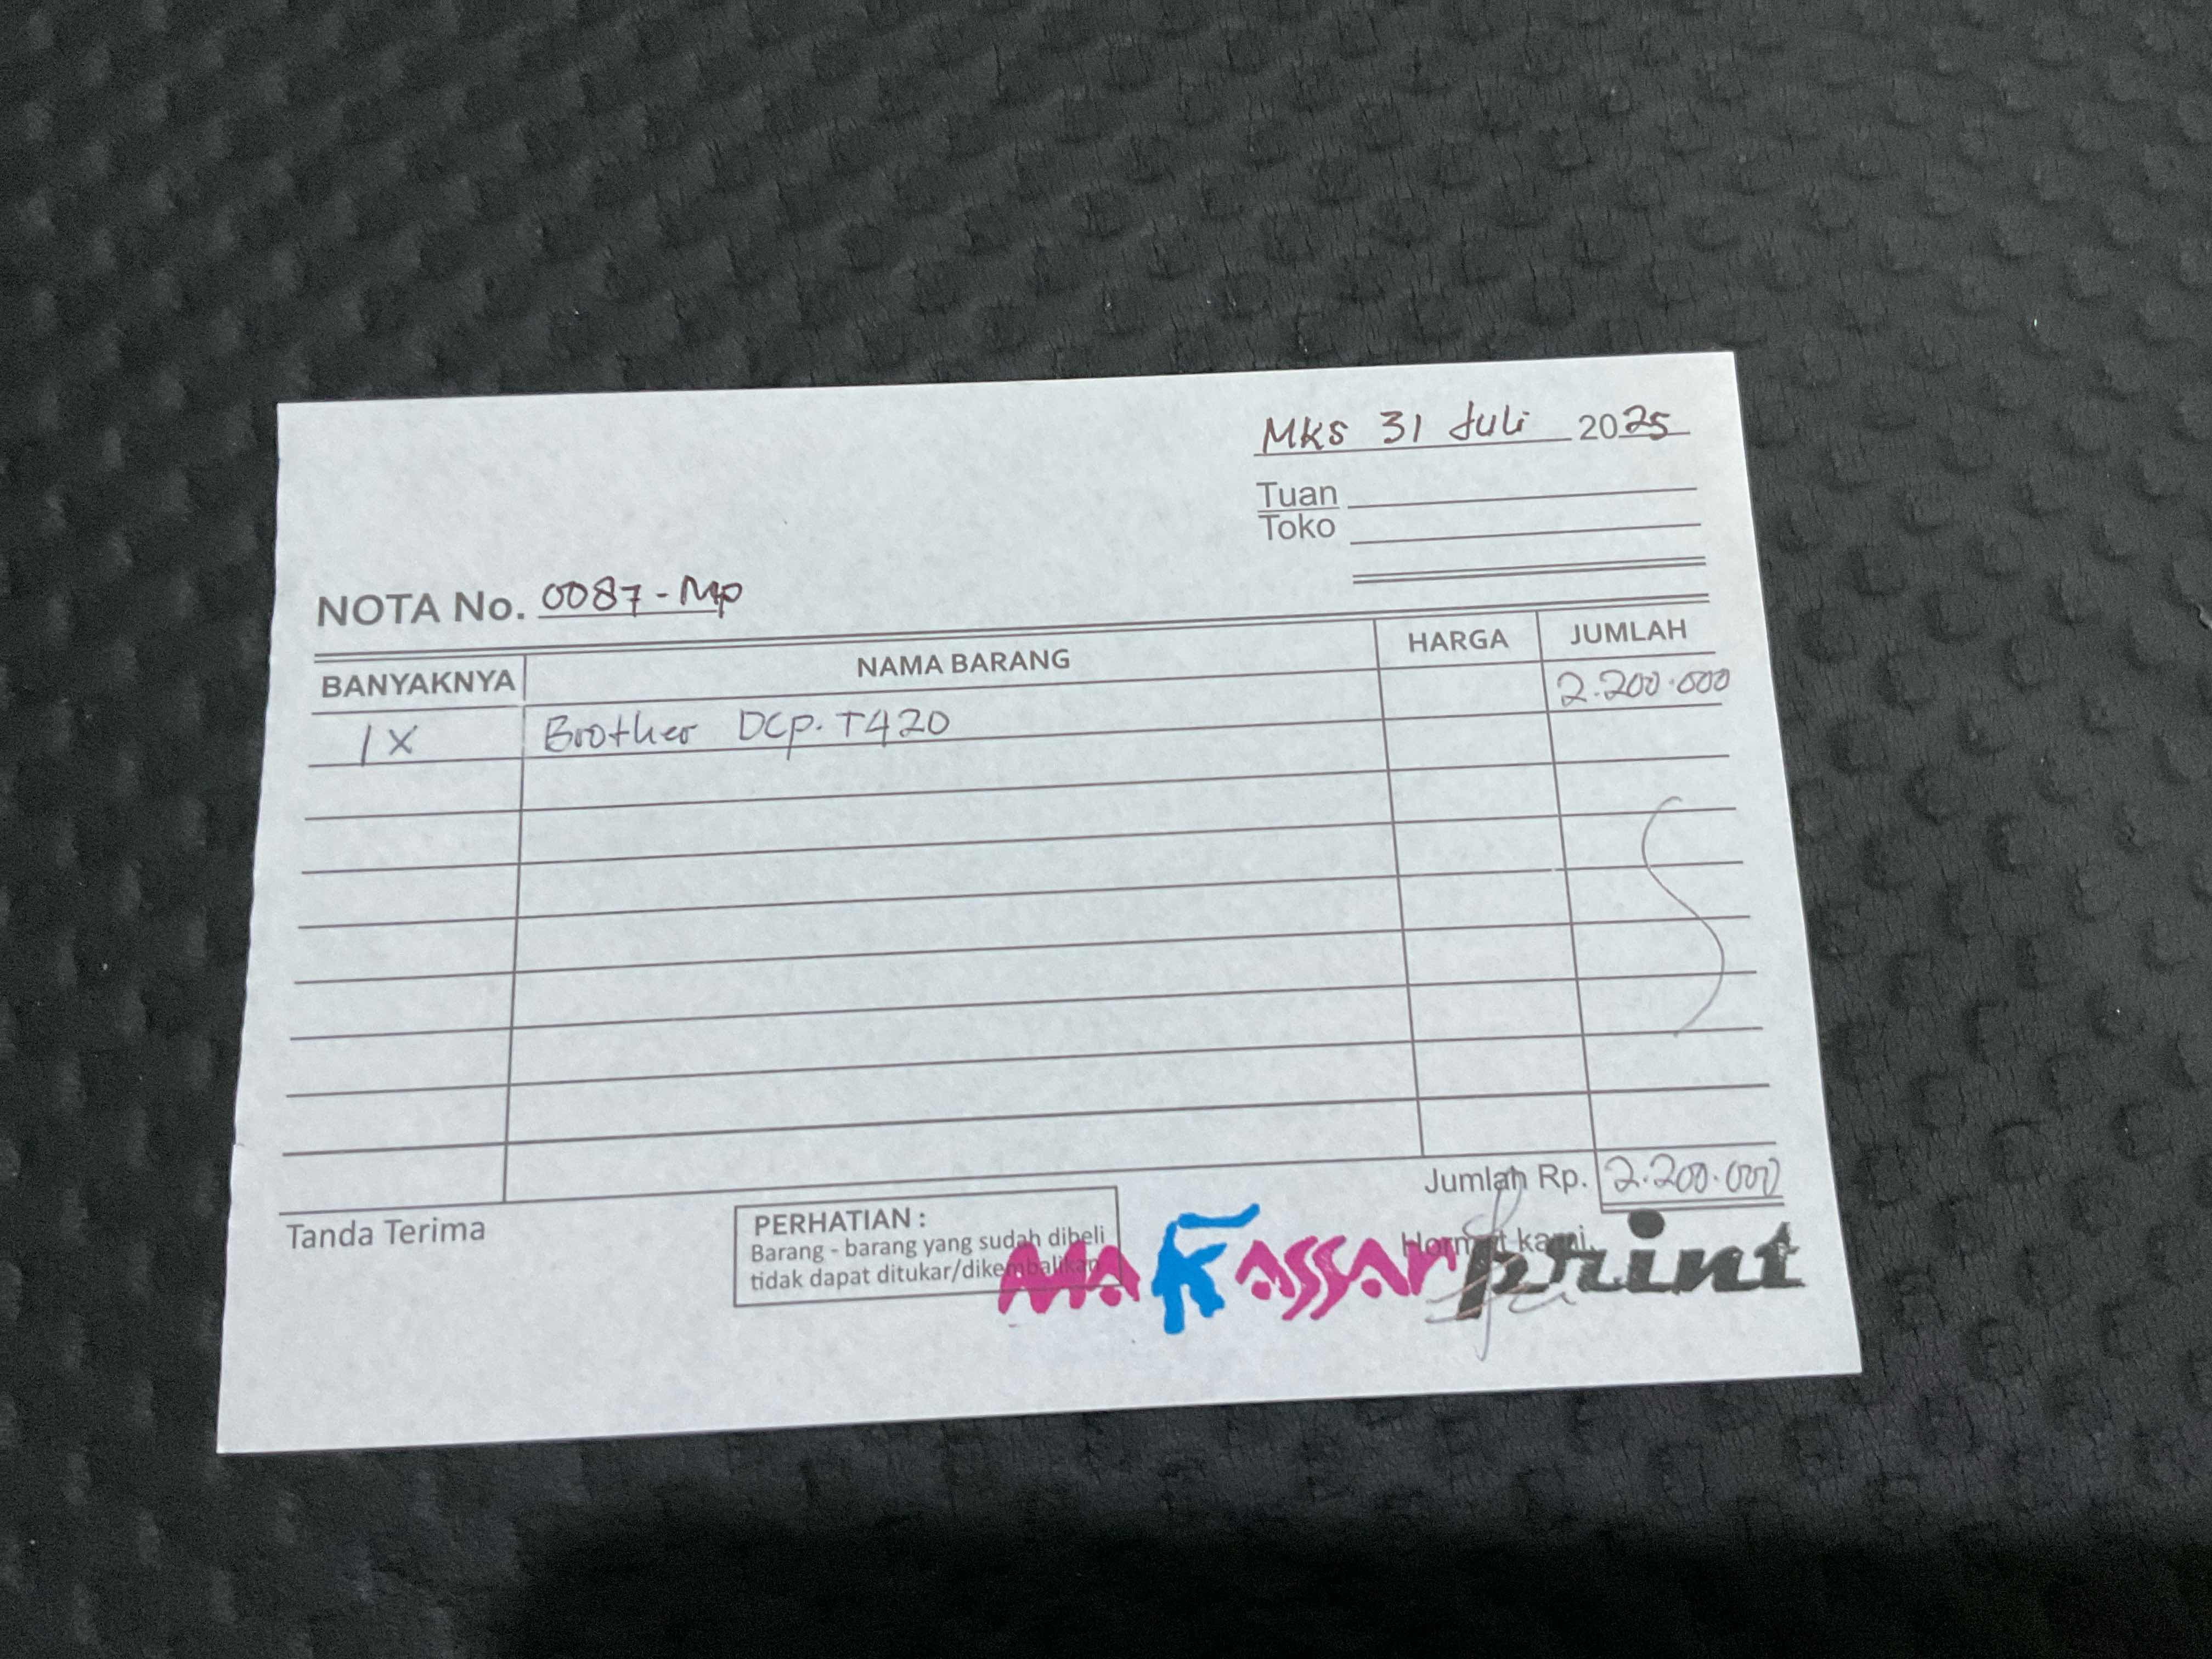 MKS 31 Juli 2025
Tuan
Toko
NOTA No. 0087-MP
BANYAKNYA NAMA BARANG HARGA JUMLAH
1X Brother DCP.T420 2.200.000
Jumlah Rp. 2.200.000
Tanda Terima
PERHATIAN :
Barang - barang yang sudah dibeli
tidak dapat ditukar/dikembalikan
Hormat kami,
Makassar print